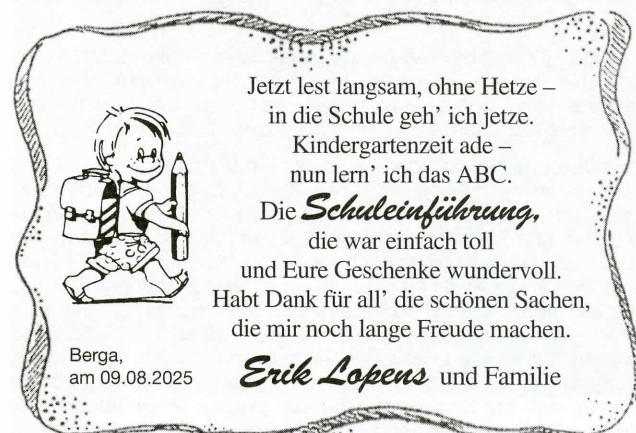 Jetzt lest langsam, ohne Hetze –
in die Schule geh’ ich jetze.
Kindergartenzeit ade –
nun lern’ ich das ABC.
Die Schuleinführung,
die war einfach toll
und Eure Geschenke wundervoll.
Habt Dank für all’ die schönen Sachen,
die mir noch lange Freude machen.
Berga,
am 09.08.2025
Erik Lopens und Familie